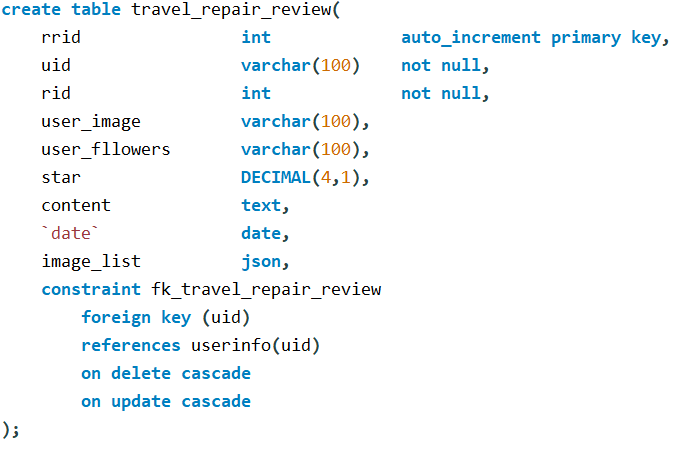 create table travel_repair_review(
    rrid                int             auto_increment primary key,
    uid                 varchar(100)    not null,
    rid                 int             not null,
    user_image          varchar(100),
    user_fllowers       varchar(100),
    star                DECIMAL(4,1),
    content             text,
    `date`              date,
    image_list          json,
    constraint fk_travel_repair_review
        foreign key (uid)
        references userinfo(uid)
        on delete cascade
        on update cascade
);